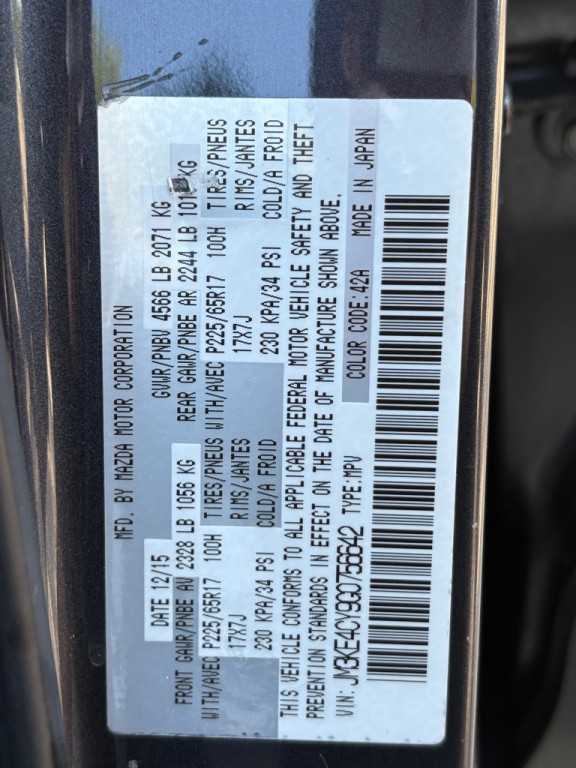 MFD. BY MAZDA MOTOR CORPORATION
DATE 12/15 GVWR/PNBV 4566 LB 2071 KG
FRONT GAWR/PNBE AV 2328 LB 1056 KG REAR GAWR/PNBE AR 2244 LB KG
WITH/AVEC P225/65R17 100H TIRES/PNEUS WITH/AVEC P225/65R17 100H TIRES/PNEUS
17X7J RIMS/JANTES 17X7J RIMS/JANTES
230 KPA/34 PSI COLD/A FROID 230 KPA/34 PSI COLD/A FROID
THIS VEHICLE CONFORMS TO ALL APPLICABLE FEDERAL MOTOR VEHICLE SAFETY AND THEFT
PREVENTION STANDARDS IN EFFECT ON THE DATE OF MANUFACTURE SHOWN ABOVE.
VIN: JM3KE4CY9G0756642 TYPE:MPV COLOR CODE:42A MADE IN JAPAN